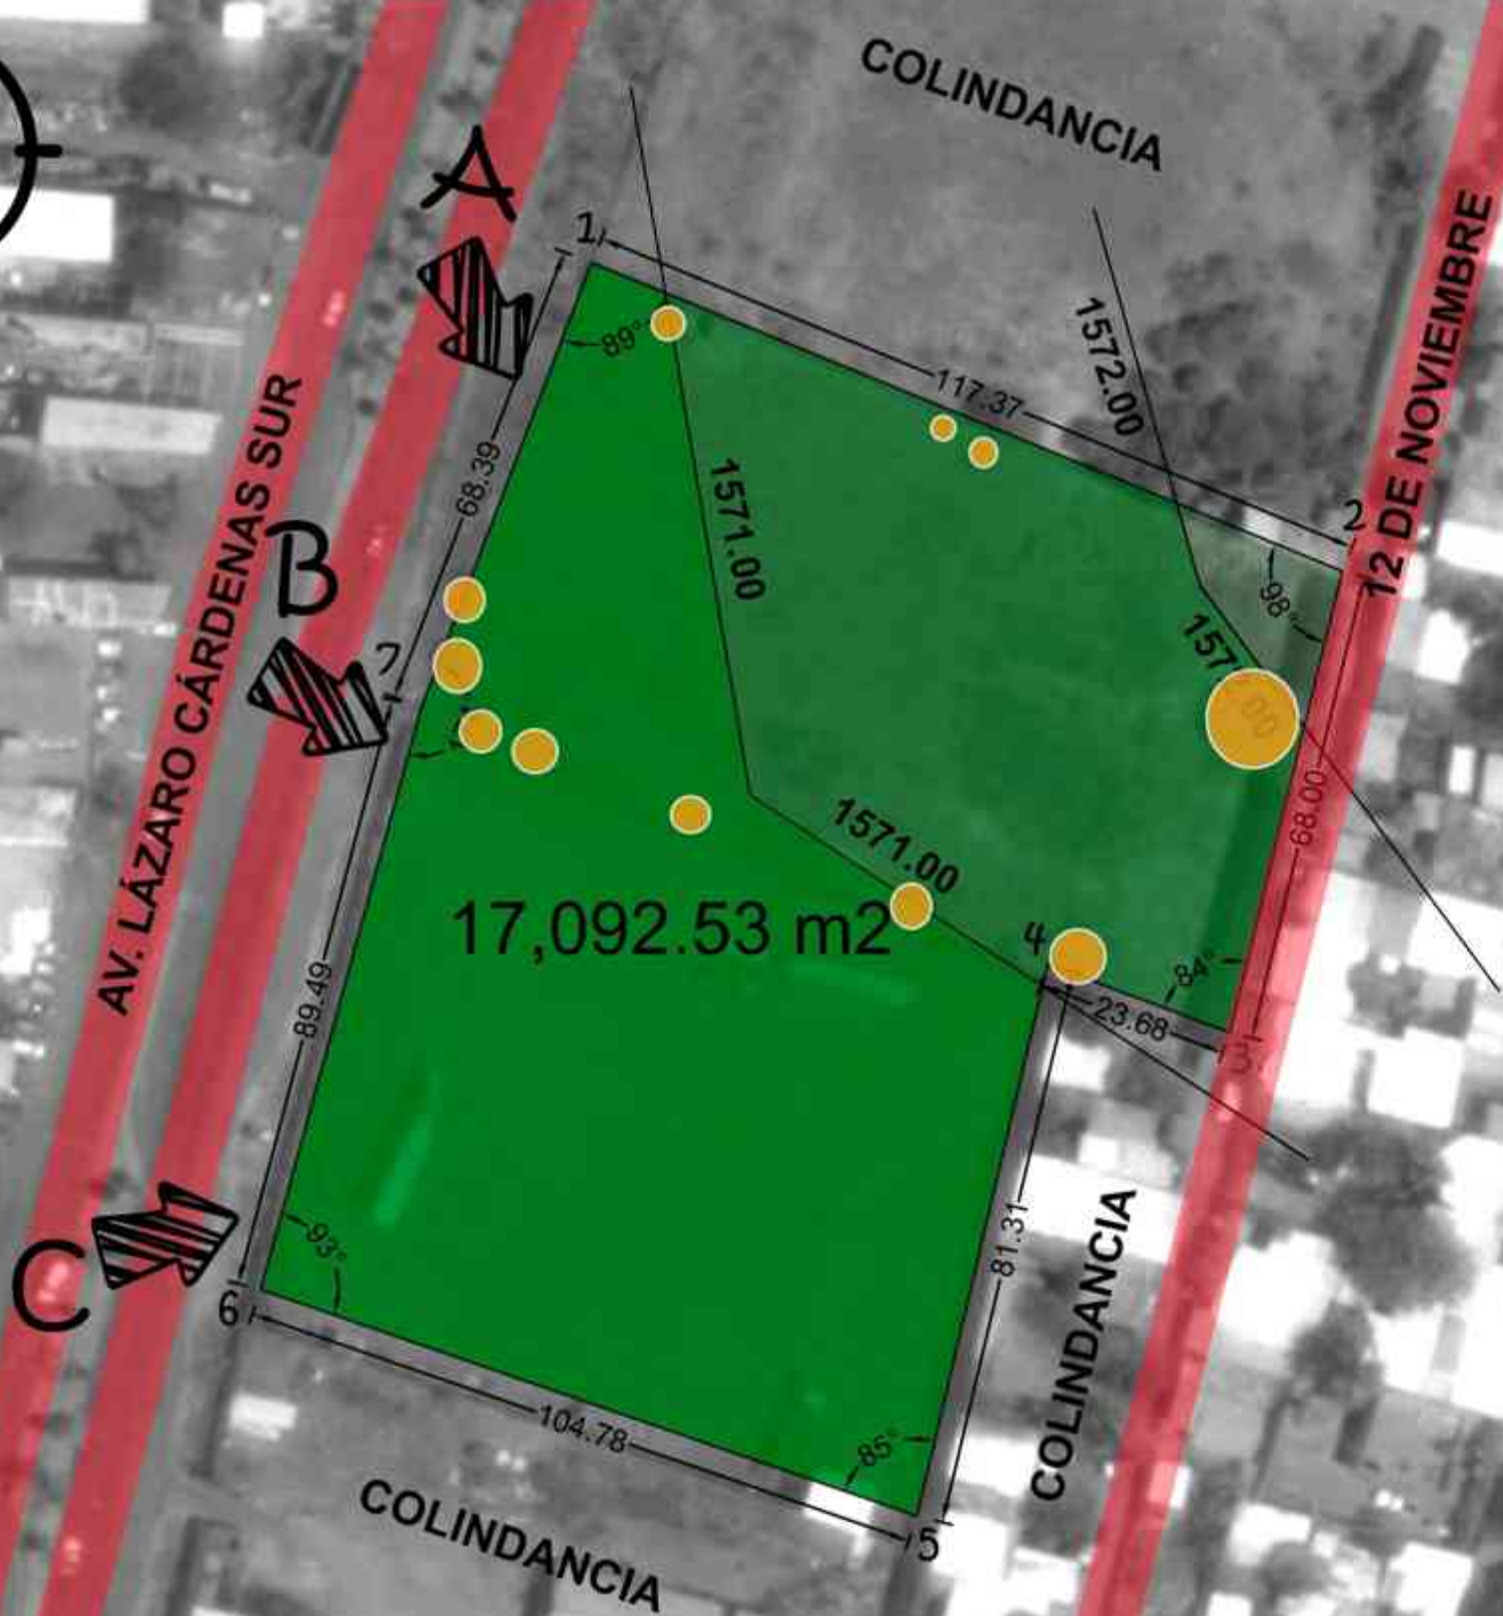 COLINDANCIA
A
1
89°
117.37
1572.00
2
12 DE NOVIEMBRE
68.39
1571.00
98°
AV. LÁZARO CÁRDENAS SUR
B
7
1571.00
68.00
17,092.53 m2
4
84°
23.68
3
89.49
81.31
COLINDANCIA
93°
C
6
104.78
85°
5
COLINDANCIA